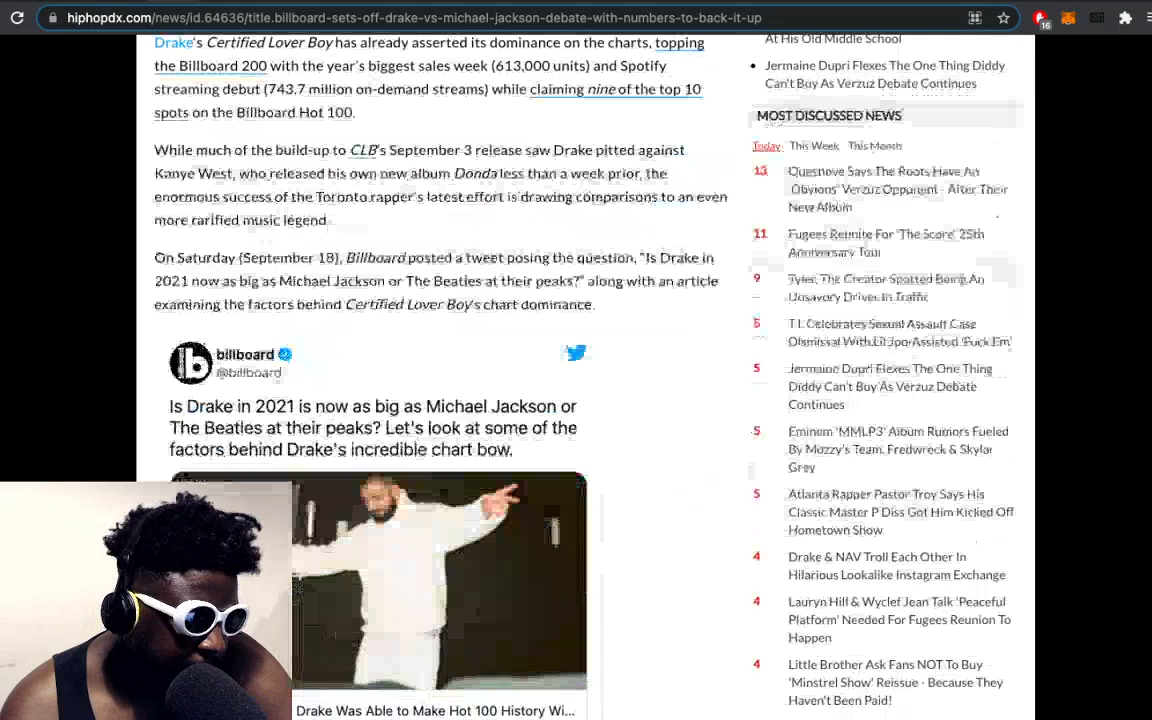 hiphopdx.com/news/id.64636/title.billboard-sets-off-drake-vs-michael-jackson-debate-with-numbers-to-back-it-up
16
Drake's Certified Lover Boy has already asserted its dominance on the charts, topping
the Billboard 200 with the year's biggest sales week (613,000 units) and Spotify
streaming debut (743.7 million on-demand streams) while claiming nine of the top 10
spots on the Billboard Hot 100.
While much of the build-up to CLB's September 3 release saw Drake pitted against
Kanye West, who released his own new album Donda less than a week prior, the
enormous success of the Toronto rapper's latest effort is drawing comparisons to an even
more rarified music legend
On Saturday (September 18), Billboard posted a tweet posing the question, "Is Drake in
2021 now as big as Michael Jackson or The Beatles at their peaks?" along with an article
examining the factors behind Certified Lover Boy's chart dominance.
billboard
@billboard
Is Drake in 2021 is now as big as Michael Jackson or
The Beatles at their peaks? Let's look at some of the
factors behind Drake's incredible chart bow.
Drake Was Able to Make Hot 100 History Wi...
At His Old Middle School
Jermaine Dupri Flexes The One Thing Diddy
Can't Buy As Verzuz Debate Continues
MOST DISCUSSED NEWS
Today This Week This Month
13 Questlove Says The Roots Have An
'Obvious' Verzuz Opponent - After Their
New Album
11 Fugees Reunite For 'The Score' 25th
Anniversary Tour
9 Tyler, The Creator Spotted Being An
Unsavory Driver In Traffic
5 T.I. Celebrates Sexual Assault Case
Dismissal With Lil Jon-Assisted 'Fuck Em'
5 Jermaine Dupri Flexes The One Thing
Diddy Can't Buy As Verzuz Debate
Continues
5 Eminem 'MMLP3' Album Rumors Fueled
By Mozzy's Team, Fredwreck & Skylar
Grey
5 Atlanta Rapper Pastor Troy Says His
Classic Master P Diss Got Him Kicked Off
Hometown Show
4 Drake & NAV Troll Each Other In
Hilarious Lookalike Instagram Exchange
4 Lauryn Hill & Wyclef Jean Talk 'Peaceful
Platform' Needed For Fugees Reunion To
Happen
4 Little Brother Ask Fans NOT To Buy
'Minstrel Show' Reissue - Because They
Haven't Been Paid!